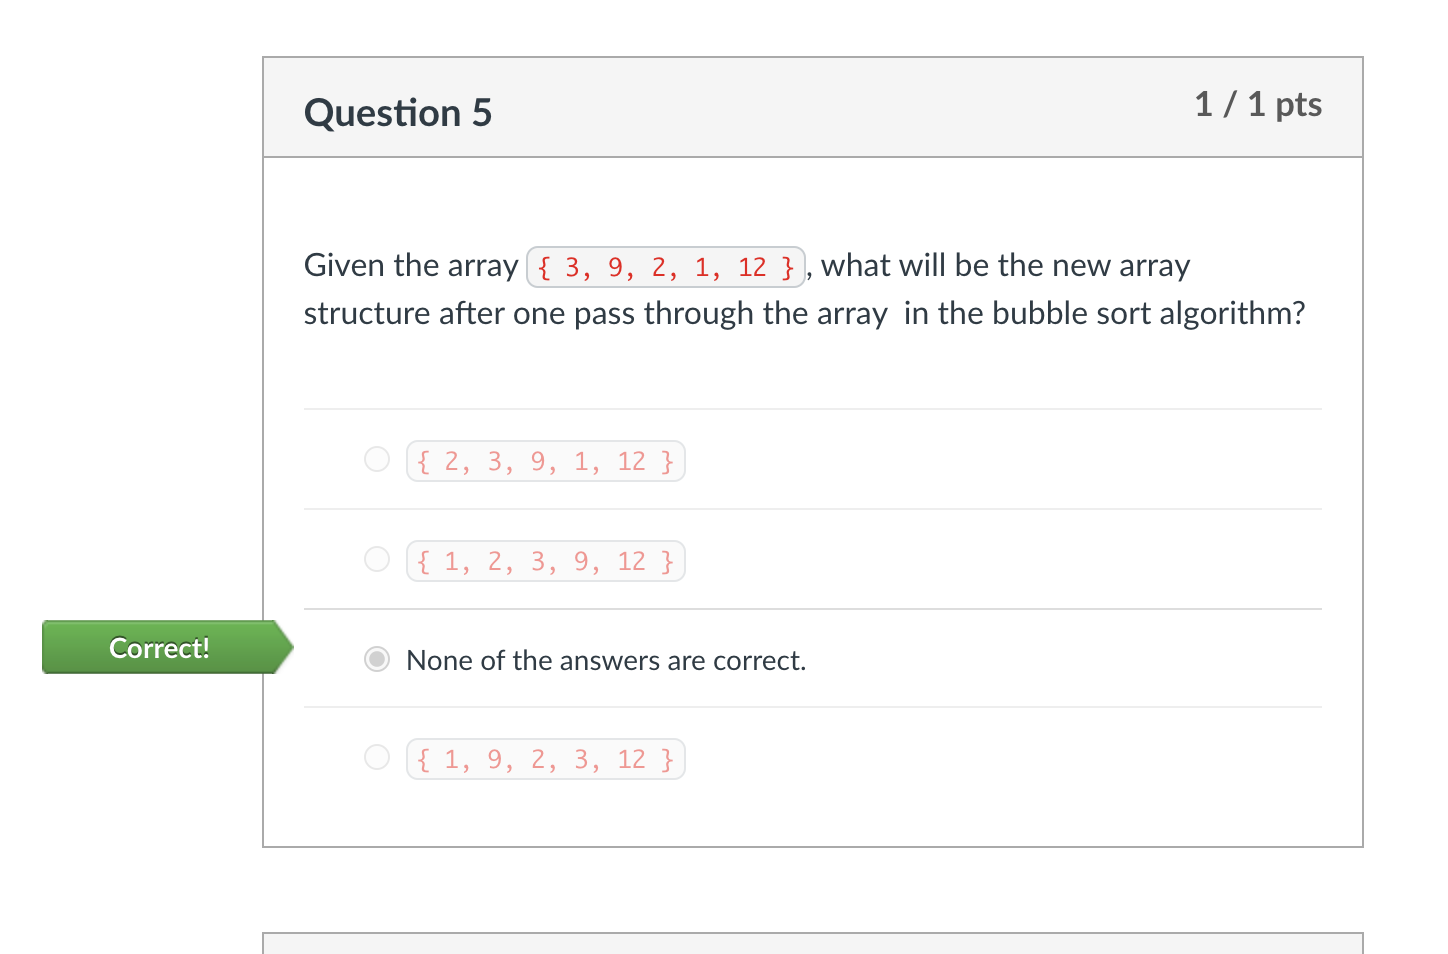 Question 5
1 / 1 pts
Given the array { 3, 9, 2, 1, 12 }, what will be the new array
structure after one pass through the array  in the bubble sort algorithm?
{ 2, 3, 9, 1, 12 }
{ 1, 2, 3, 9, 12 }
Correct!
None of the answers are correct.
{ 1, 9, 2, 3, 12 }